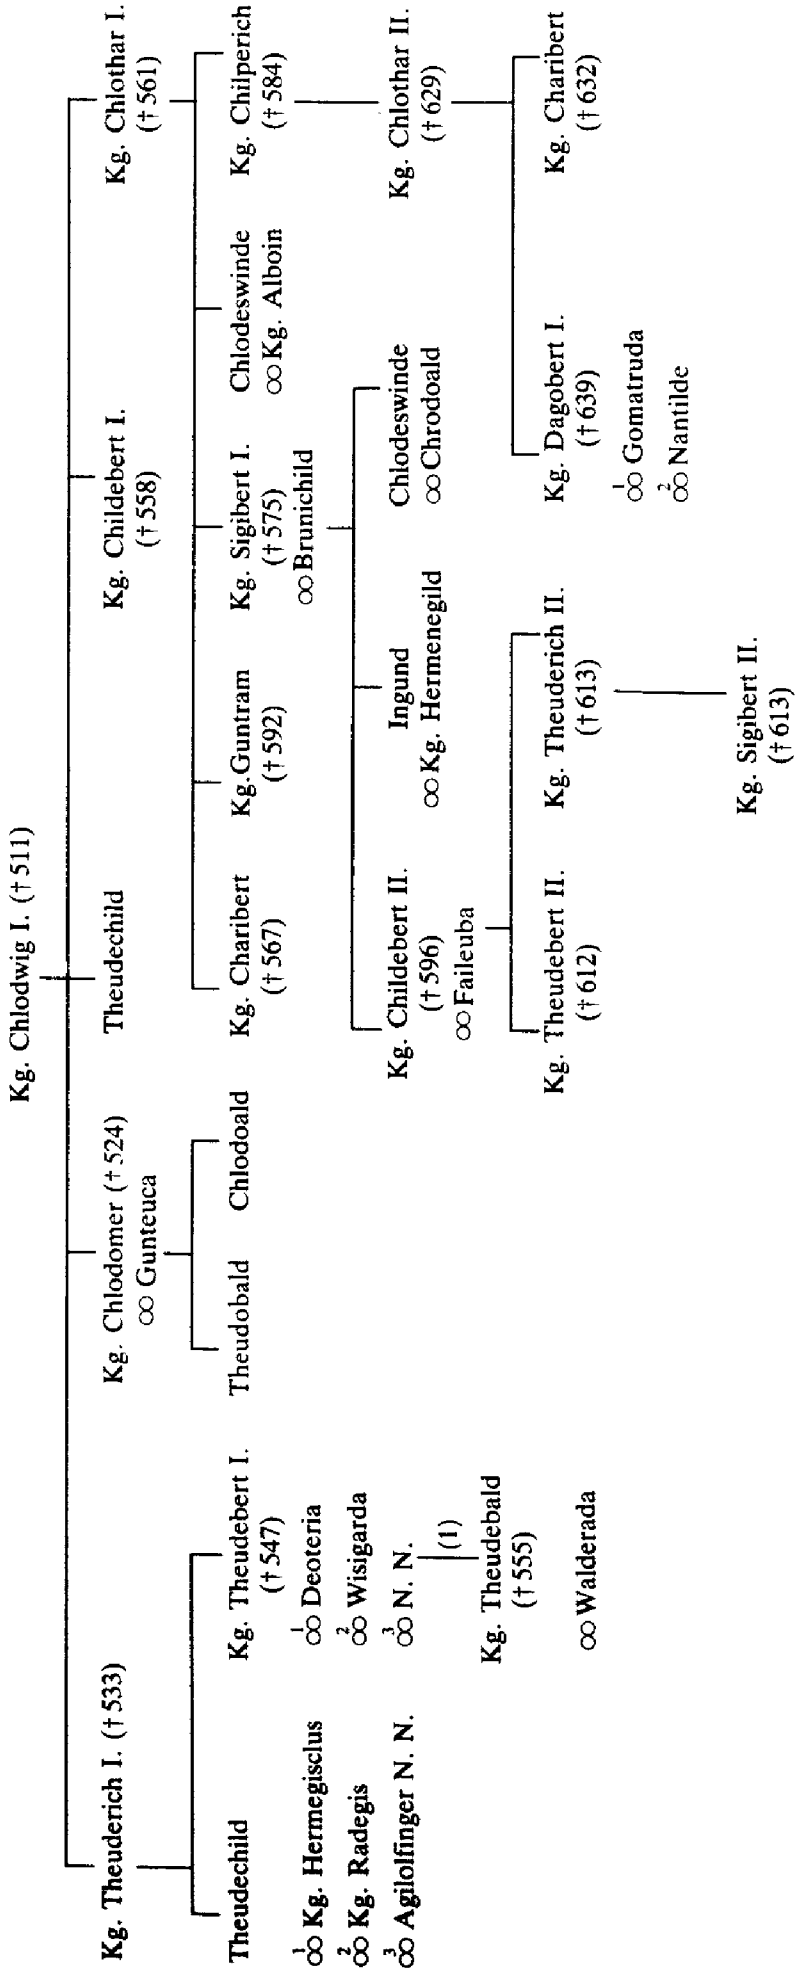 Kg. Chlodwig I. († 511)
Kg. Theuderich I. († 533)
Kg. Chlodomer († 524)
∞ Gunteuca
Theudechild
Kg. Childebert I.
(† 558)
Kg. Chlothar I.
(† 561)
Theudechild
1
∞ Kg. Hermegisclus
2
∞ Kg. Radegis
3
∞ Agilolfinger N. N.
Kg. Theudebert I.
(† 547)
1
∞ Deoteria
2
∞ Wisigarda
3
∞ N. N.
(1)
Kg. Theudebald
(† 555)
∞ Walderada
Theudobald
Chlodoald
Kg. Charibert
(† 567)
Kg.Guntram
(† 592)
Kg. Sigibert I.
(† 575)
∞ Brunichild
Chlodeswinde
∞ Kg. Alboin
Kg. Chilperich
(† 584)
Kg. Childebert II.
(† 596)
∞ Faileuba
Ingund
∞ Kg. Hermenegild
Chlodeswinde
∞ Chrodoald
Kg. Chlothar II.
(† 629)
Kg. Theudebert II.
(† 612)
Kg. Theuderich II.
(† 613)
Kg. Dagobert I.
(† 639)
1
∞ Gomatruda
2
∞ Nantilde
Kg. Charibert
(† 632)
Kg. Sigibert II.
(† 613)